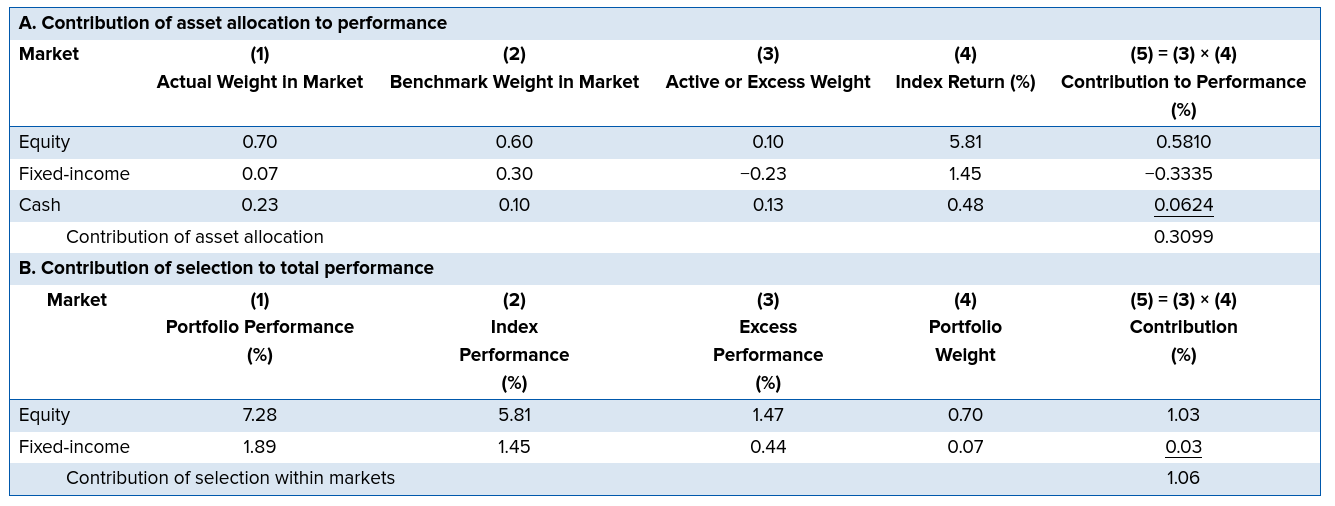 A. Contribution of asset allocation to performance
Market (1) (2) (3) (4) (5) = (3) × (4)
Actual Weight in Market Benchmark Weight in Market Active or Excess Weight Index Return (%) Contribution to Performance
(%)
Equity 0.70 0.60 0.10 5.81 0.5810
Fixed-income 0.07 0.30 −0.23 1.45 −0.3335
Cash 0.23 0.10 0.13 0.48 0.0624
Contribution of asset allocation 0.3099
B. Contribution of selection to total performance
Market (1) (2) (3) (4) (5) = (3) × (4)
Portfolio Performance Index Excess Portfolio Contribution
(%) Performance Performance Weight (%)
(%) (%)
Equity 7.28 5.81 1.47 0.70 1.03
Fixed-income 1.89 1.45 0.44 0.07 0.03
Contribution of selection within markets 1.06